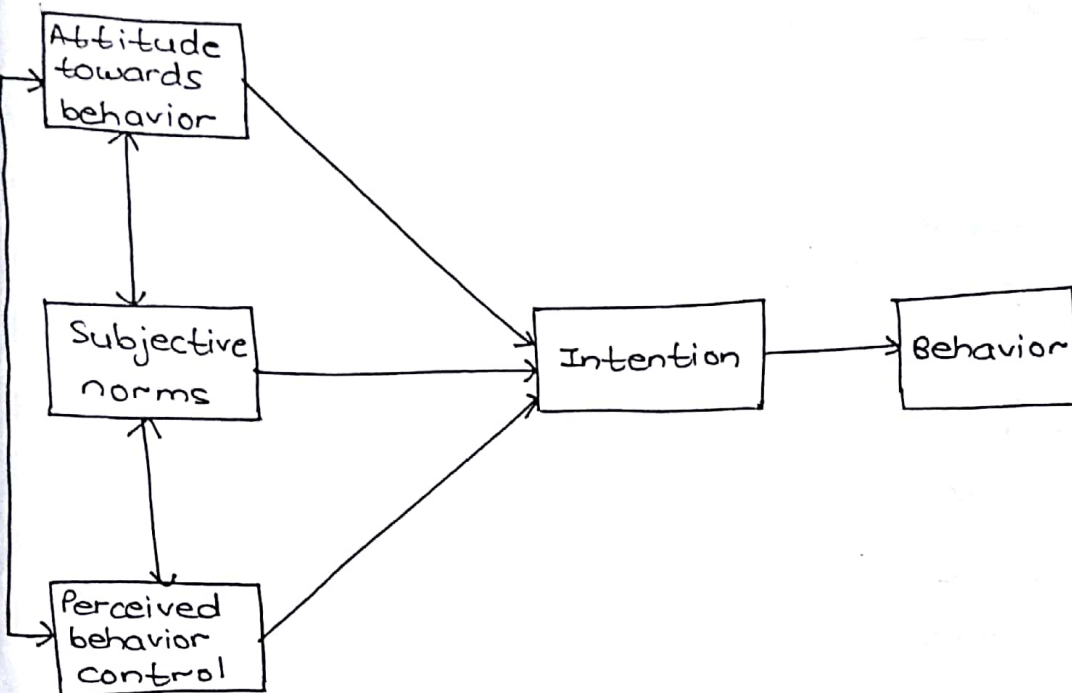 Attitude
towards
behavior
Subjective
norms
Intention
Behavior
Perceived
behavior
control